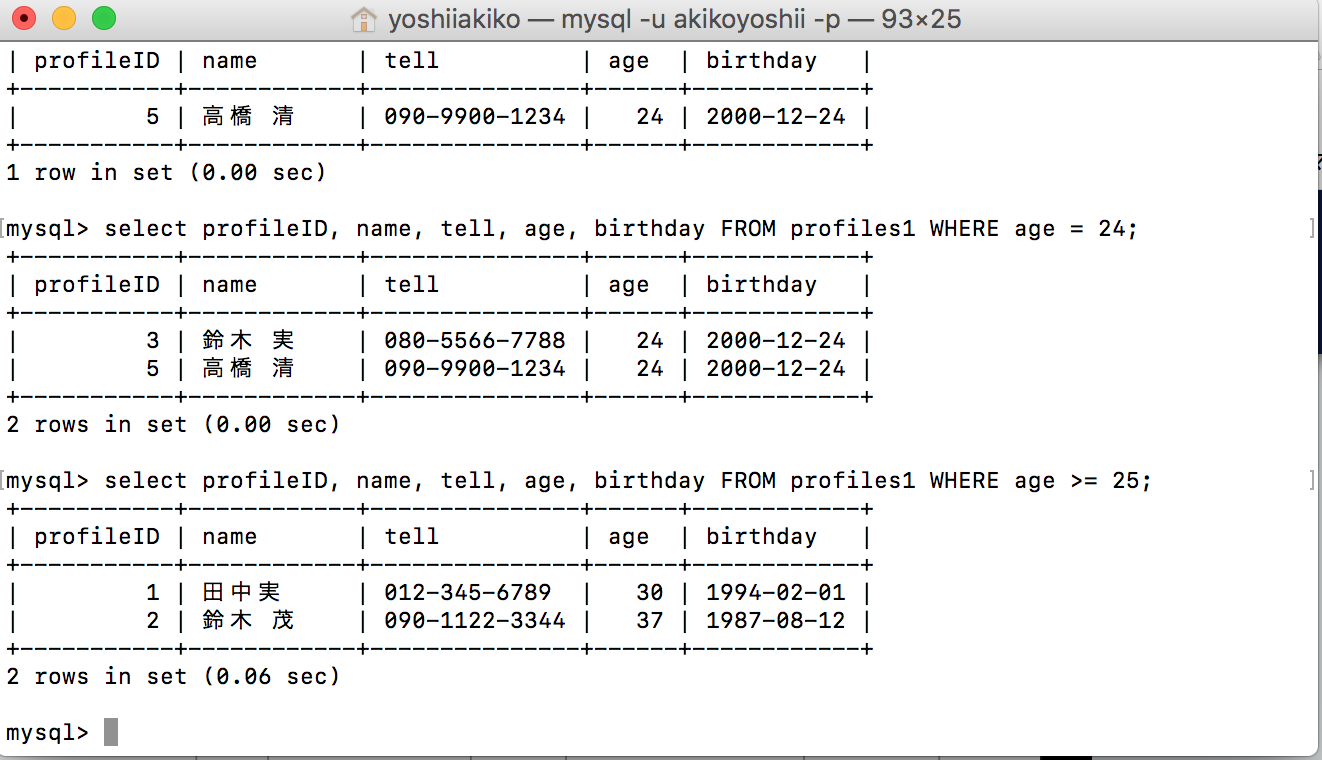 yoshiiakiko — mysql -u akikoyoshii -p — 93×25
| profileID | name       | tell          | age  | birthday   |
+-----------+------------+---------------+------+------------+
|         5 | 高橋 清     | 090-9900-1234 |   24 | 2000-12-24 |
+-----------+------------+---------------+------+------------+
1 row in set (0.00 sec)
[mysql> select profileID, name, tell, age, birthday FROM profiles1 WHERE age = 24; ]
+-----------+------------+---------------+------+------------+
| profileID | name       | tell          | age  | birthday   |
+-----------+------------+---------------+------+------------+
|         3 | 鈴木 実     | 080-5566-7788 |   24 | 2000-12-24 |
|         5 | 高橋 清     | 090-9900-1234 |   24 | 2000-12-24 |
+-----------+------------+---------------+------+------------+
2 rows in set (0.00 sec)
[mysql> select profileID, name, tell, age, birthday FROM profiles1 WHERE age >= 25; ]
+-----------+------------+---------------+------+------------+
| profileID | name       | tell          | age  | birthday   |
+-----------+------------+---------------+------+------------+
|         1 | 田中実      | 012-345-6789  |   30 | 1994-02-01 |
|         2 | 鈴木 茂     | 090-1122-3344 |   37 | 1987-08-12 |
+-----------+------------+---------------+------+------------+
2 rows in set (0.06 sec)
mysql>